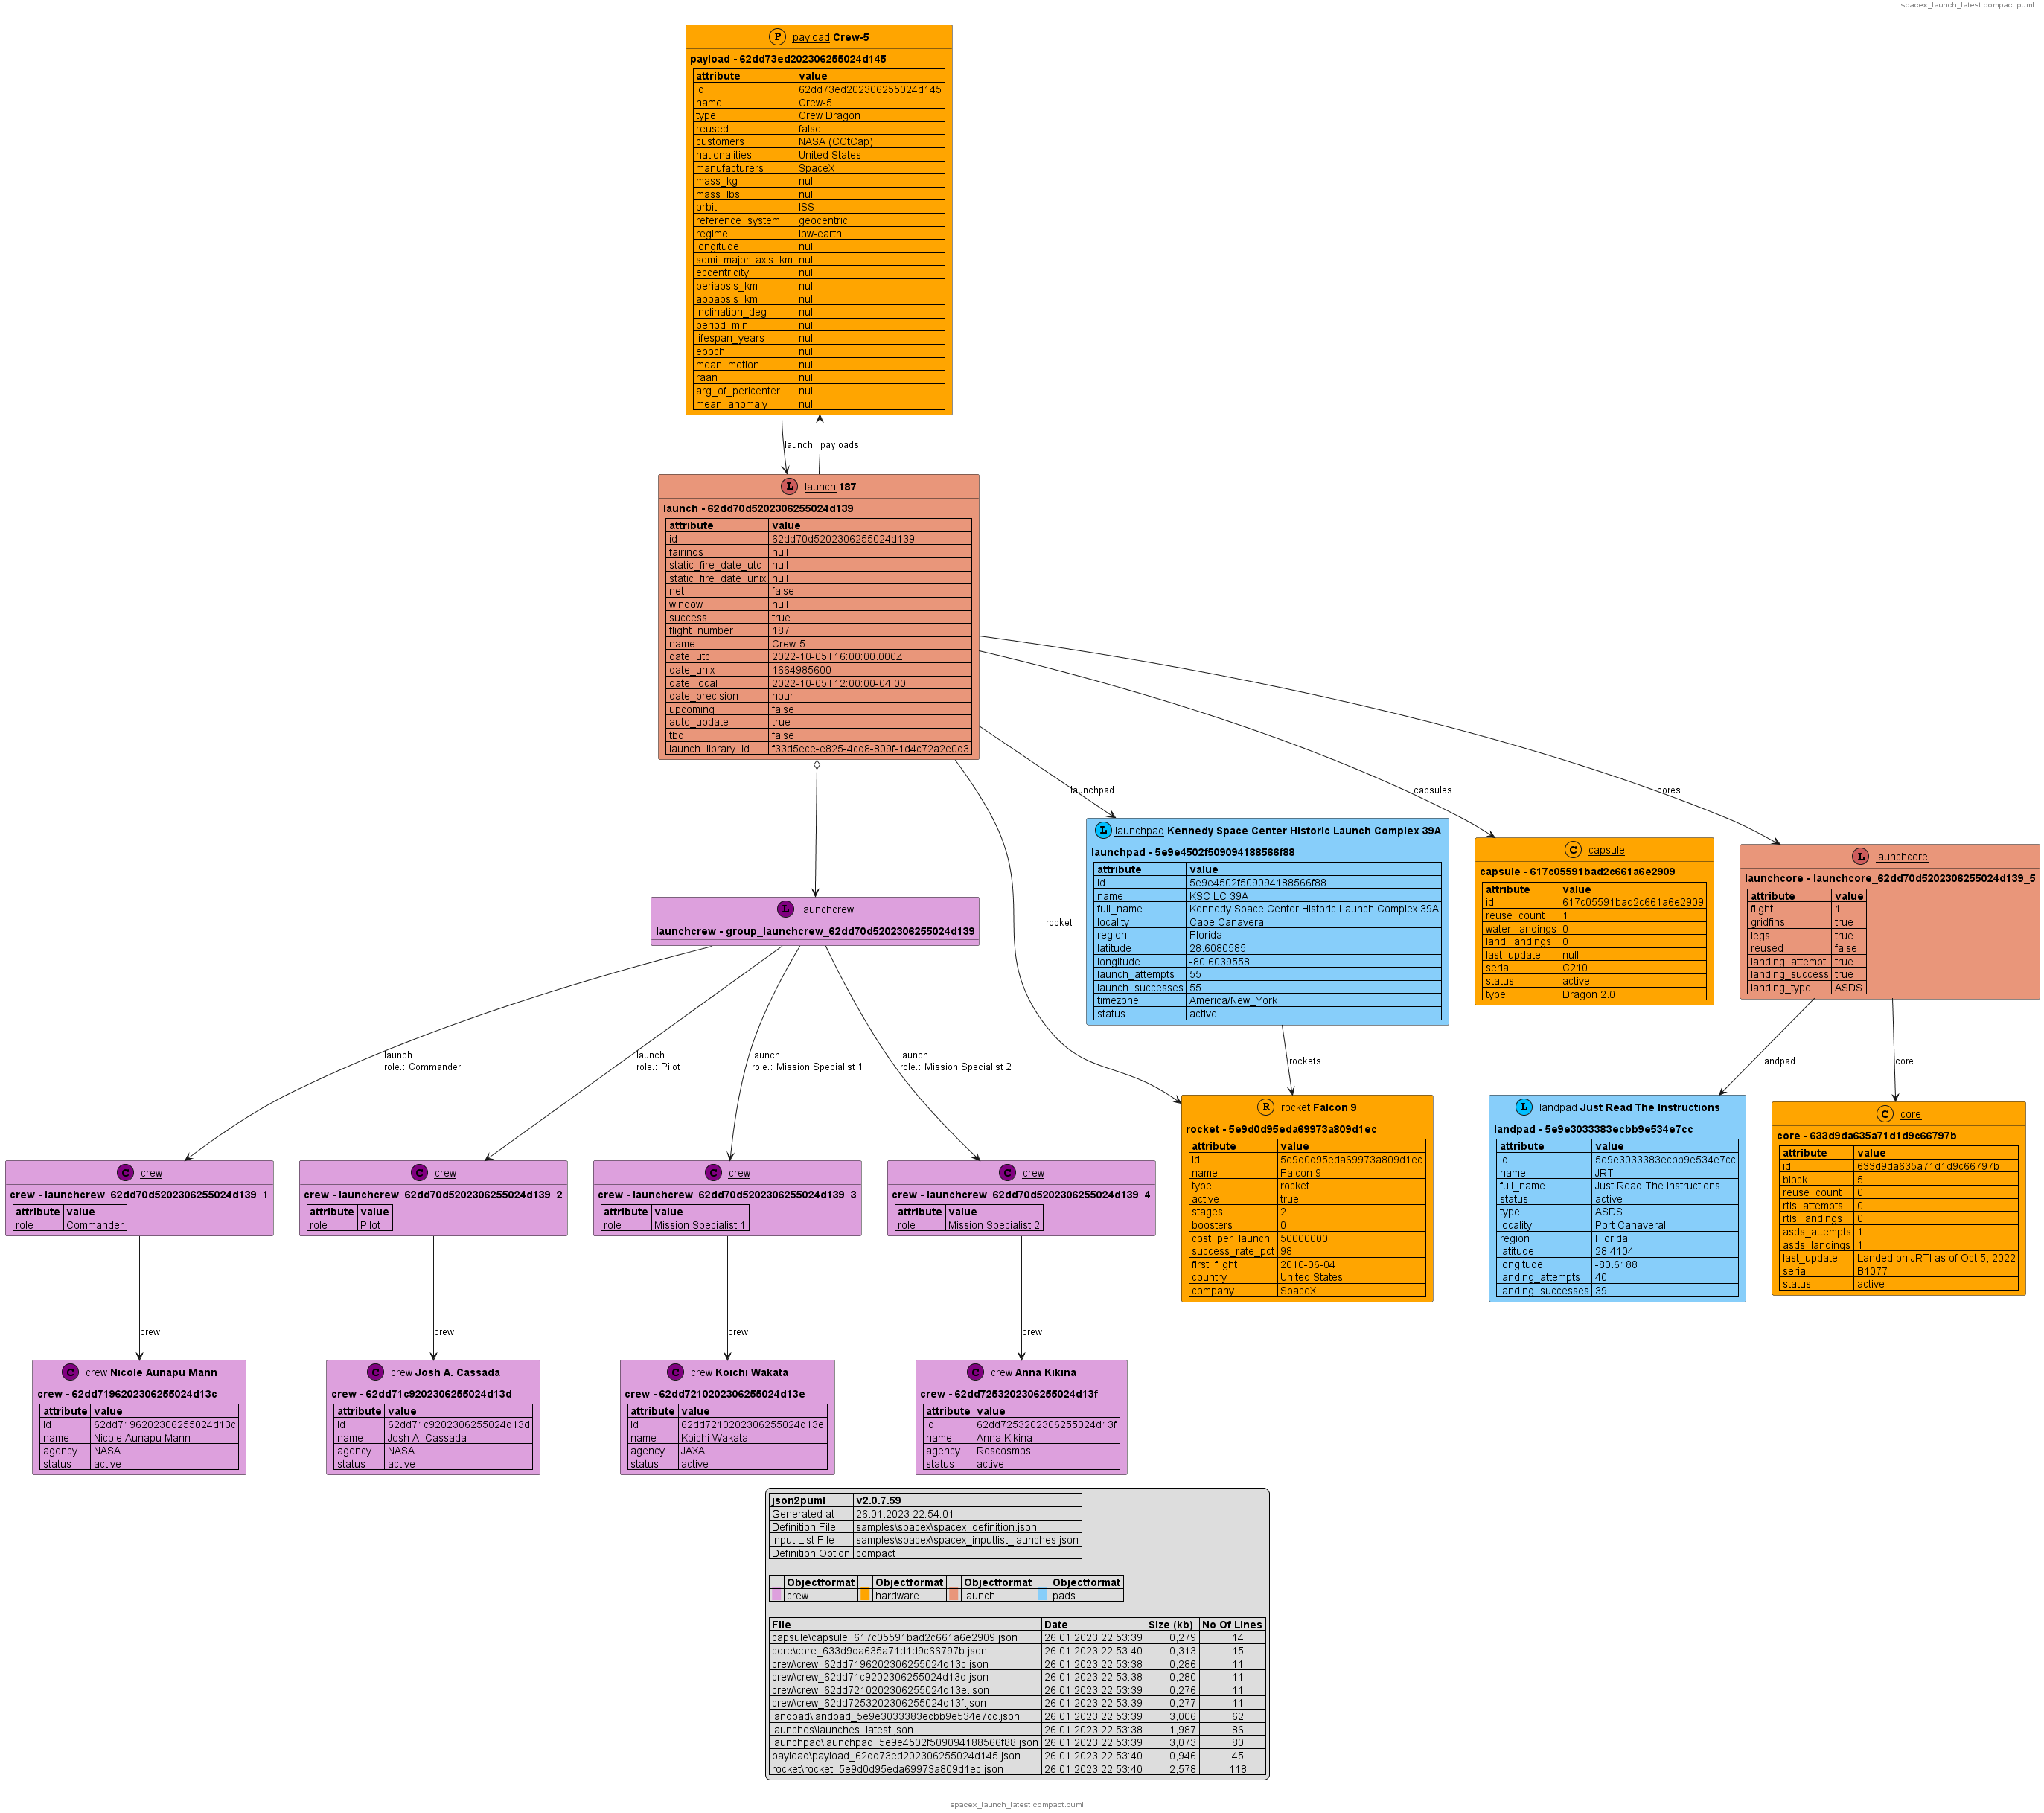 spacex_launch_latest.compact.puml
P payload Crew-5
payload - 62dd73ed202306255024d145
attribute value
id 62dd73ed202306255024d145
name Crew-5
type Crew Dragon
reused false
customers NASA (CCtCap)
nationalities United States
manufacturers SpaceX
mass_kg null
mass_lbs null
orbit ISS
reference_system geocentric
regime low-earth
longitude null
semi_major_axis_km null
eccentricity null
periapsis_km null
apoapsis_km null
inclination_deg null
period_min null
lifespan_years null
epoch null
mean_motion null
raan null
arg_of_pericenter null
mean_anomaly null
launch payloads
L launch 187
launch - 62dd70d5202306255024d139
attribute value
id 62dd70d5202306255024d139
fairings null
static_fire_date_utc null
static_fire_date_unix null
net false
window null
success true
flight_number 187
name Crew-5
date_utc 2022-10-05T16:00:00.000Z
date_unix 1664985600
date_local 2022-10-05T12:00:00-04:00
date_precision hour
upcoming false
auto_update true
tbd false
launch_library_id f33d5ece-e825-4cd8-809f-1d4c72a2e0d3
launchpad capsules cores
L launchcrew
launchcrew - group_launchcrew_62dd70d5202306255024d139
rocket
L launchpad Kennedy Space Center Historic Launch Complex 39A
launchpad - 5e9e4502f509094188566f88
attribute value
id 5e9e4502f509094188566f88
name KSC LC 39A
full_name Kennedy Space Center Historic Launch Complex 39A
locality Cape Canaveral
region Florida
latitude 28.6080585
longitude -80.6039558
launch_attempts 55
launch_successes 55
timezone America/New_York
status active
C capsule
capsule - 617c05591bad2c661a6e2909
attribute value
id 617c05591bad2c661a6e2909
reuse_count 1
water_landings 0
land_landings 0
last_update null
serial C210
status active
type Dragon 2.0
L launchcore
launchcore - launchcore_62dd70d5202306255024d139_5
attribute value
flight 1
gridfins true
legs true
reused false
landing_attempt true
landing_success true
landing_type ASDS
launch
role.: Commander
launch
role.: Pilot
launch
role.: Mission Specialist 1
launch
role.: Mission Specialist 2
rockets
landpad
core
C crew
crew - launchcrew_62dd70d5202306255024d139_1
attribute value
role Commander
C crew
crew - launchcrew_62dd70d5202306255024d139_2
attribute value
role Pilot
C crew
crew - launchcrew_62dd70d5202306255024d139_3
attribute value
role Mission Specialist 1
C crew
crew - launchcrew_62dd70d5202306255024d139_4
attribute value
role Mission Specialist 2
R rocket Falcon 9
rocket - 5e9d0d95eda69973a809d1ec
attribute value
id 5e9d0d95eda69973a809d1ec
name Falcon 9
type rocket
active true
stages 2
boosters 0
cost_per_launch 50000000
success_rate_pct 98
first_flight 2010-06-04
country United States
company SpaceX
L landpad Just Read The Instructions
landpad - 5e9e3033383ecbb9e534e7cc
attribute value
id 5e9e3033383ecbb9e534e7cc
name JRTI
full_name Just Read The Instructions
status active
type ASDS
locality Port Canaveral
region Florida
latitude 28.4104
longitude -80.6188
landing_attempts 40
landing_successes 39
C core
core - 633d9da635a71d1d9c66797b
attribute value
id 633d9da635a71d1d9c66797b
block 5
reuse_count 0
rtls_attempts 0
rtls_landings 0
asds_attempts 1
asds_landings 1
last_update Landed on JRTI as of Oct 5, 2022
serial B1077
status active
crew crew crew crew
C crew Nicole Aunapu Mann
crew - 62dd7196202306255024d13c
attribute value
id 62dd7196202306255024d13c
name Nicole Aunapu Mann
agency NASA
status active
C crew Josh A. Cassada
crew - 62dd71c9202306255024d13d
attribute value
id 62dd71c9202306255024d13d
name Josh A. Cassada
agency NASA
status active
C crew Koichi Wakata
crew - 62dd7210202306255024d13e
attribute value
id 62dd7210202306255024d13e
name Koichi Wakata
agency JAXA
status active
C crew Anna Kikina
crew - 62dd7253202306255024d13f
attribute value
id 62dd7253202306255024d13f
name Anna Kikina
agency Roscosmos
status active
json2puml v2.0.7.59
Generated at 26.01.2023 22:54:01
Definition File samples\spacex\spacex_definition.json
Input List File samples\spacex\spacex_inputlist_launches.json
Definition Option compact
Objectformat Objectformat Objectformat Objectformat
crew hardware launch pads
File Date Size (kb) No Of Lines
capsule\capsule_617c05591bad2c661a6e2909.json 26.01.2023 22:53:39 0,279 14
core\core_633d9da635a71d1d9c66797b.json 26.01.2023 22:53:40 0,313 15
crew\crew_62dd7196202306255024d13c.json 26.01.2023 22:53:38 0,286 11
crew\crew_62dd71c9202306255024d13d.json 26.01.2023 22:53:38 0,280 11
crew\crew_62dd7210202306255024d13e.json 26.01.2023 22:53:39 0,276 11
crew\crew_62dd7253202306255024d13f.json 26.01.2023 22:53:39 0,277 11
landpad\landpad_5e9e3033383ecbb9e534e7cc.json 26.01.2023 22:53:39 3,006 62
launches\launches_latest.json 26.01.2023 22:53:38 1,987 86
launchpad\launchpad_5e9e4502f509094188566f88.json 26.01.2023 22:53:39 3,073 80
payload\payload_62dd73ed202306255024d145.json 26.01.2023 22:53:40 0,946 45
rocket\rocket_5e9d0d95eda69973a809d1ec.json 26.01.2023 22:53:40 2,578 118
spacex_launch_latest.compact.puml